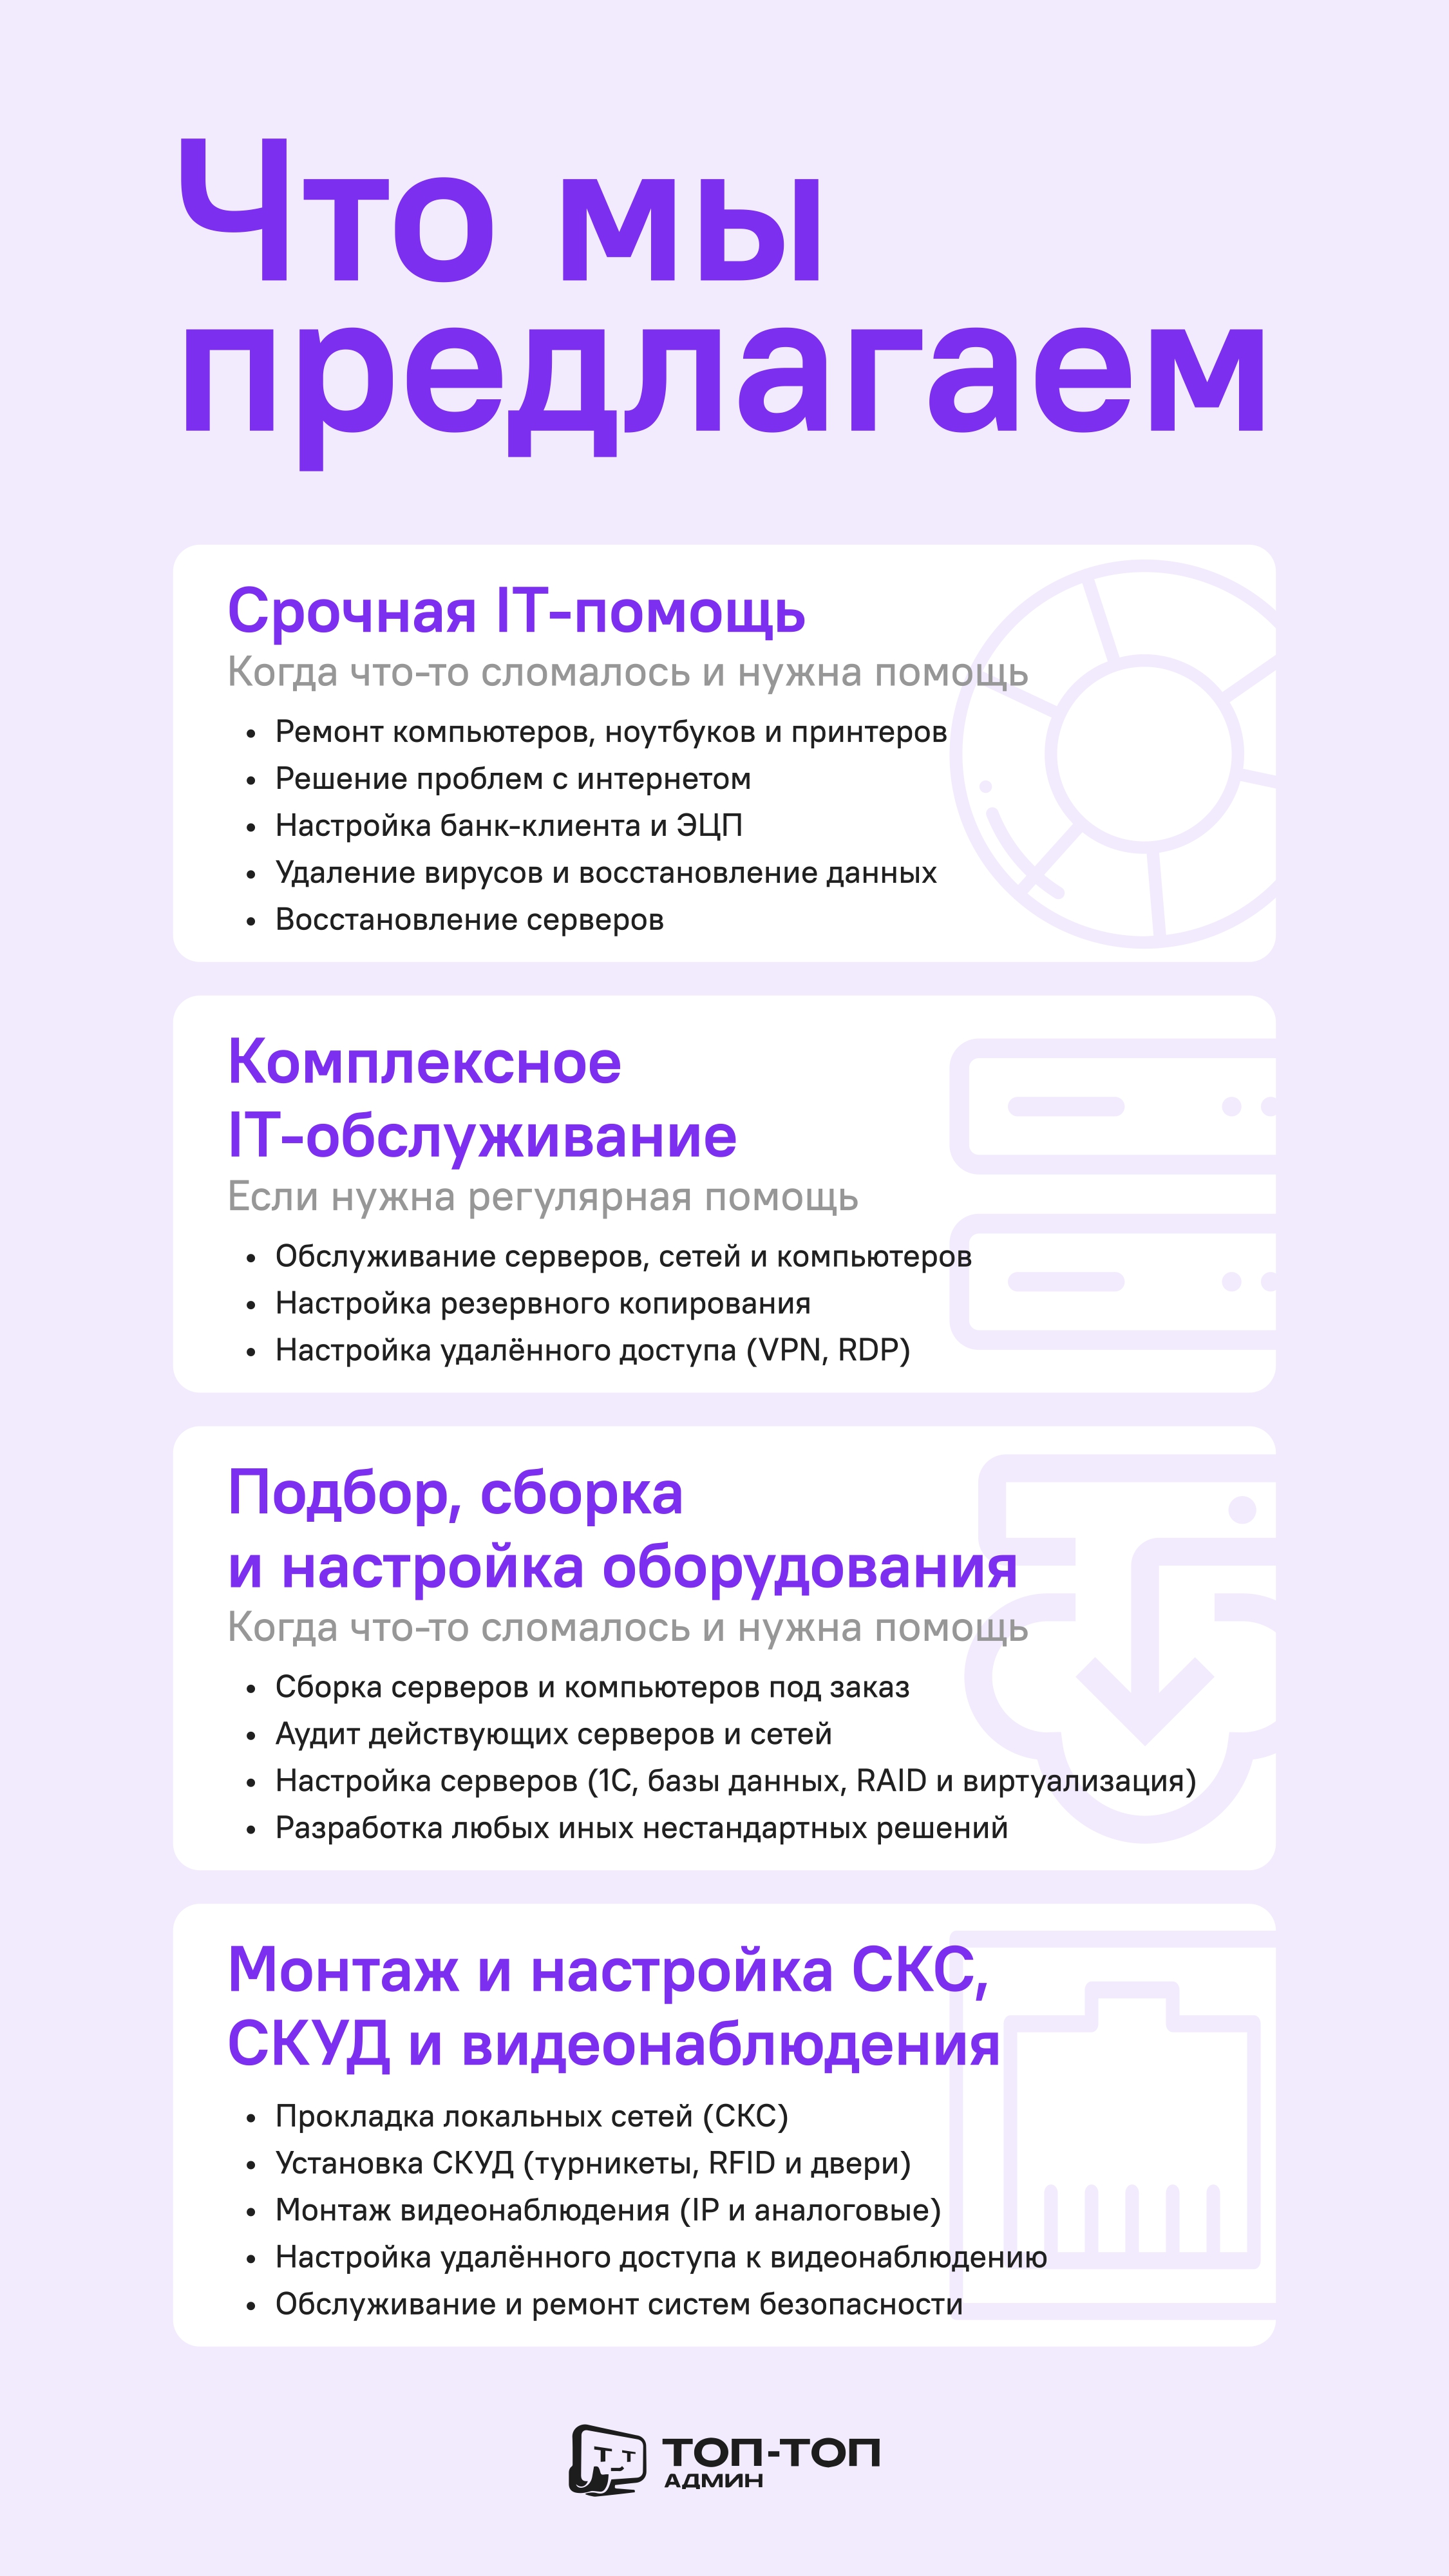 Что мы
предлагаем
Срочная IT-помощь
Когда что-то сломалось и нужна помощь
• Ремонт компьютеров, ноутбуков и принтеров
• Решение проблем с интернетом
• Настройка банк-клиента и ЭЦП
• Удаление вирусов и восстановление данных
• Восстановление серверов
Комплексное
IT-обслуживание
Если нужна регулярная помощь
• Обслуживание серверов, сетей и компьютеров
• Настройка резервного копирования
• Настройка удалённого доступа (VPN, RDP)
Подбор, сборка
и настройка оборудования
Когда что-то сломалось и нужна помощь
• Сборка серверов и компьютеров под заказ
• Аудит действующих серверов и сетей
• Настройка серверов (1С, базы данных, RAID и виртуализация)
• Разработка любых иных нестандартных решений
Монтаж и настройка СКС,
СКУД и видеонаблюдения
• Прокладка локальных сетей (СКС)
• Установка СКУД (турникеты, RFID и двери)
• Монтаж видеонаблюдения (IP и аналоговые)
• Настройка удалённого доступа к видеонаблюдению
• Обслуживание и ремонт систем безопасности
ТОП-ТОП
АДМИН